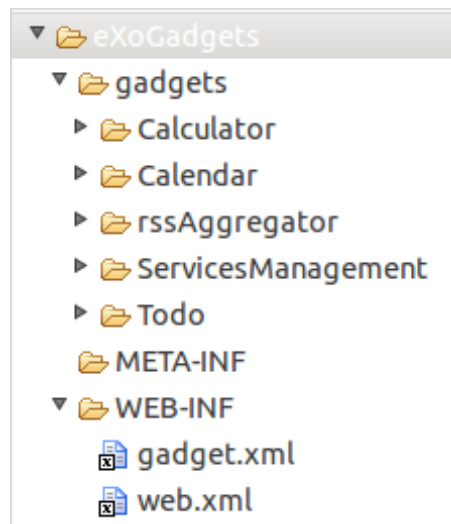 eXoGadgets
gadgets
Calculator
Calendar
rssAggregator
ServicesManagement
Todo
META-INF
WEB-INF
gadget.xml
web.xml